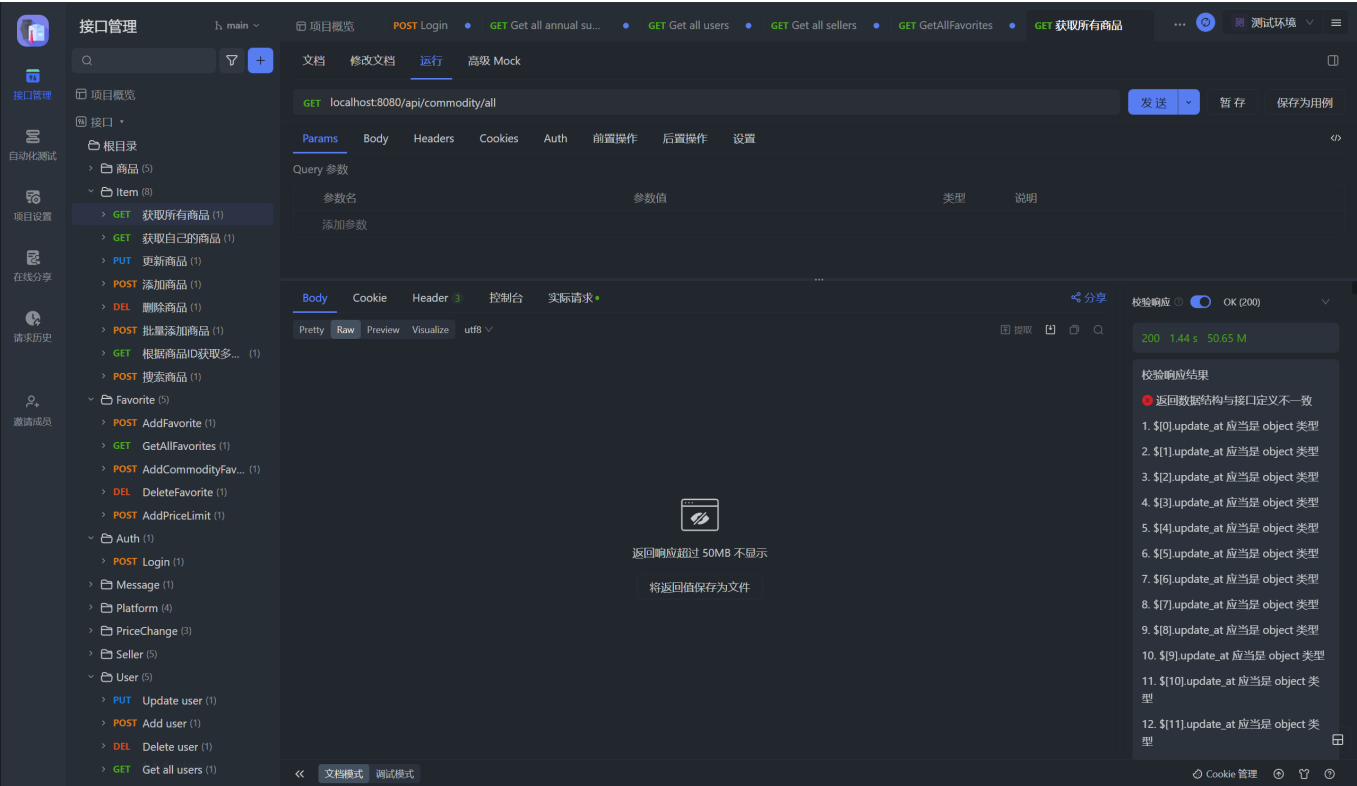 接口管理
main
项目概览
POST Login
GET Get all annual su...
GET Get all users
GET Get all sellers
GET GetAllFavorites
GET 获取所有商品
测
测试环境
接口管理
自动化测试
项目设置
在线分享
请求历史
邀请成员
项目概览
接口
根目录
商品 (5)
Item (8)
GET 获取所有商品 (1)
GET 获取自己的商品 (1)
PUT 更新商品 (1)
POST 添加商品 (1)
DEL 删除商品 (1)
POST 批量添加商品 (1)
GET 根据商品ID获取多... (1)
POST 搜索商品 (1)
Favorite (5)
POST AddFavorite (1)
GET GetAllFavorites (1)
POST AddCommodityFav... (1)
DEL DeleteFavorite (1)
POST AddPriceLimit (1)
Auth (1)
POST Login (1)
Message (1)
Platform (4)
PriceChange (3)
Seller (5)
User (5)
PUT Update user (1)
POST Add user (1)
DEL Delete user (1)
GET Get all users (1)
文档 修改文档 运行 高级 Mock
GET localhost:8080/api/commodity/all
发送 暂存 保存为用例
Params Body Headers Cookies Auth 前置操作 后置操作 设置
Query 参数
参数名 参数值 类型 说明
添加参数
Body Cookie Header 3 控制台 实际请求
分享
Pretty Raw Preview Visualize utf8
提取
返回响应超过 50MB 不显示
将返回值保存为文件
校验响应 OK (200)
200 1.44 s 50.65 M
校验响应结果
返回数据结构与接口定义不一致
1. $[0].update_at 应当是 object 类型
2. $[1].update_at 应当是 object 类型
3. $[2].update_at 应当是 object 类型
4. $[3].update_at 应当是 object 类型
5. $[4].update_at 应当是 object 类型
6. $[5].update_at 应当是 object 类型
7. $[6].update_at 应当是 object 类型
8. $[7].update_at 应当是 object 类型
9. $[8].update_at 应当是 object 类型
10. $[9].update_at 应当是 object 类型
11. $[10].update_at 应当是 object 类
型
12. $[11].update_at 应当是 object 类
型
文档模式 调试模式
Cookie 管理